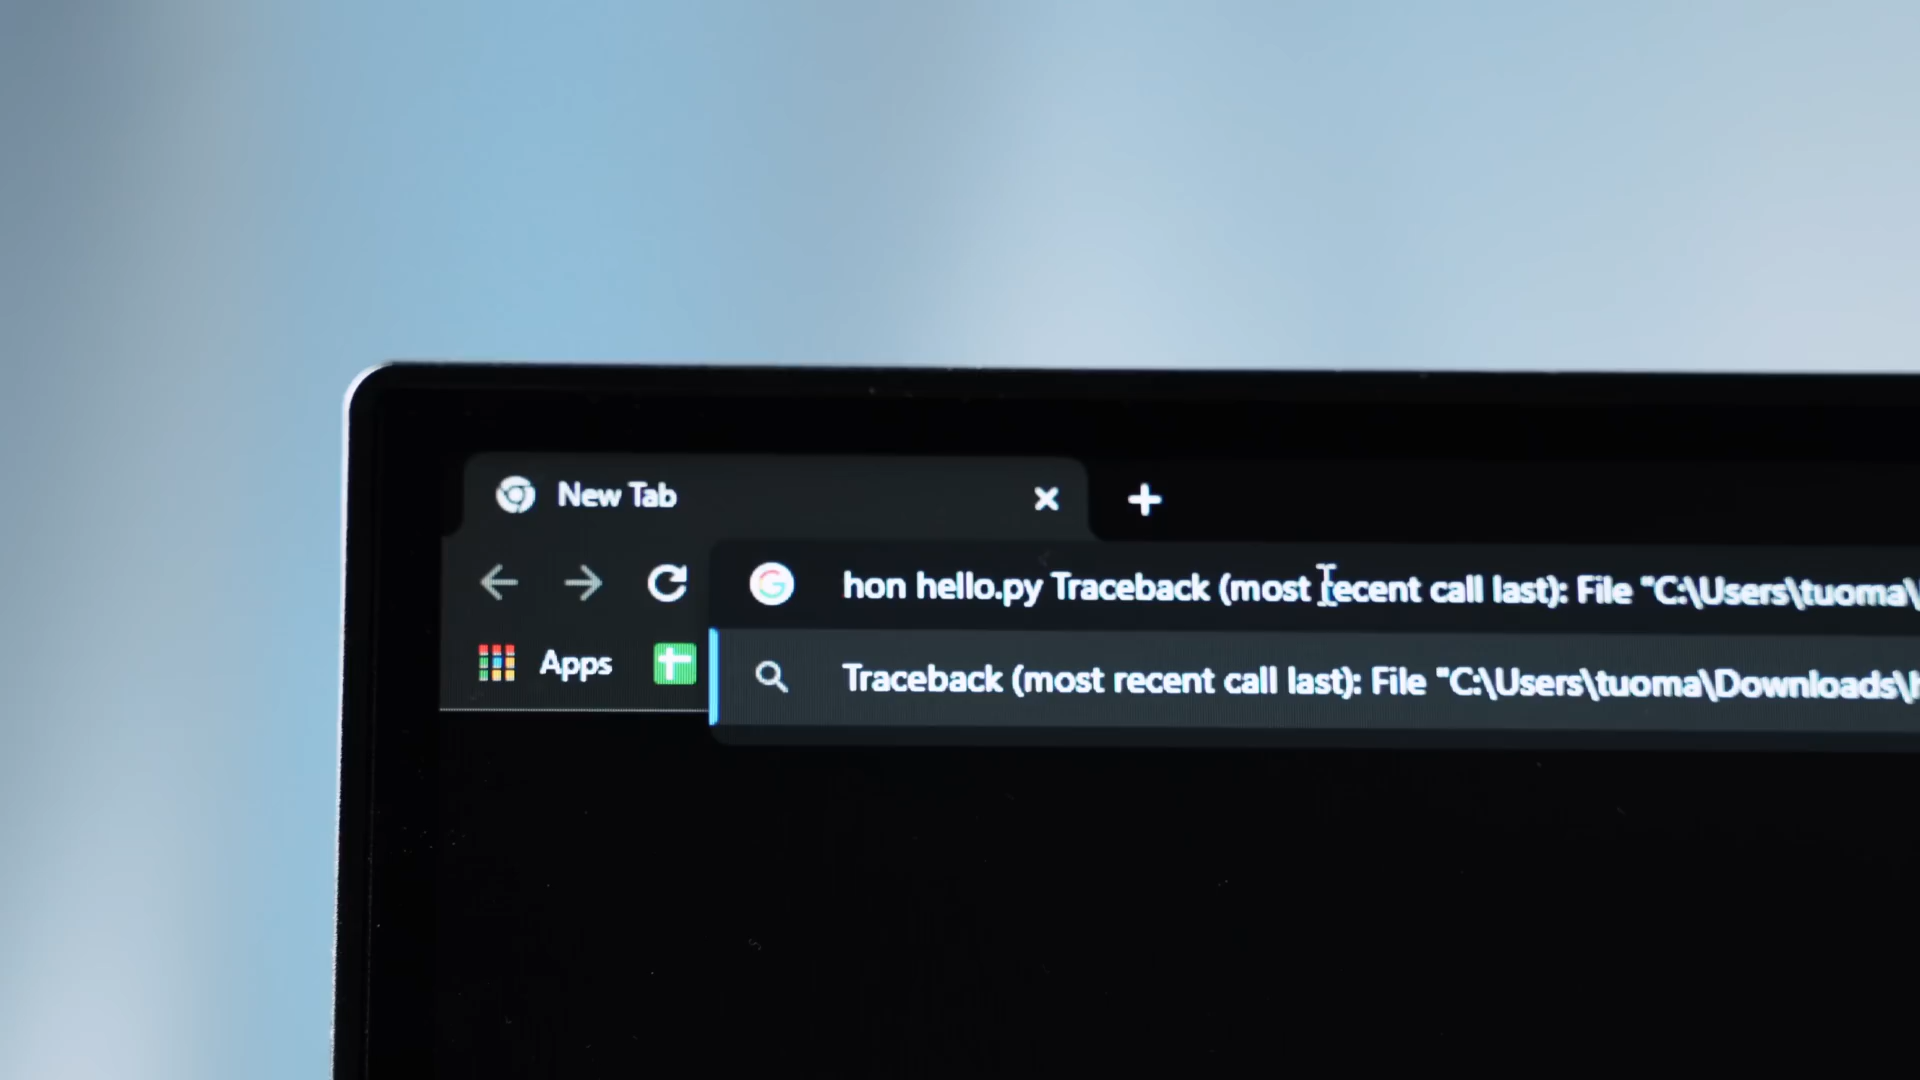 New Tab
hon hello.py Traceback (most recent call last): File "C:\Users\tuoma\
Apps
Traceback (most recent call last): File "C:\Users\tuoma\Downloads\h